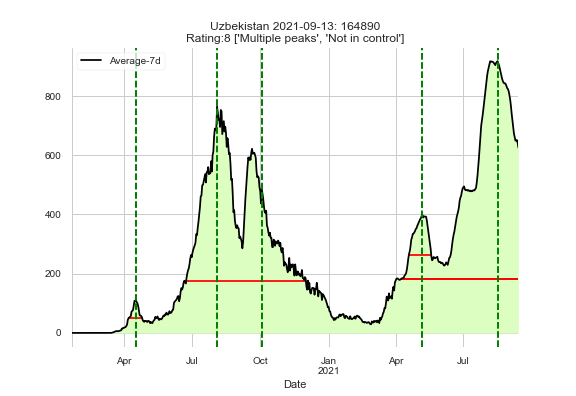 Uzbekistan 2021-09-13: 164890
Rating:8 ['Multiple peaks', 'Not in control']
Average-7d
800
600
400
200
0
Apr Jul Oct Jan Apr Jul
2021
Date